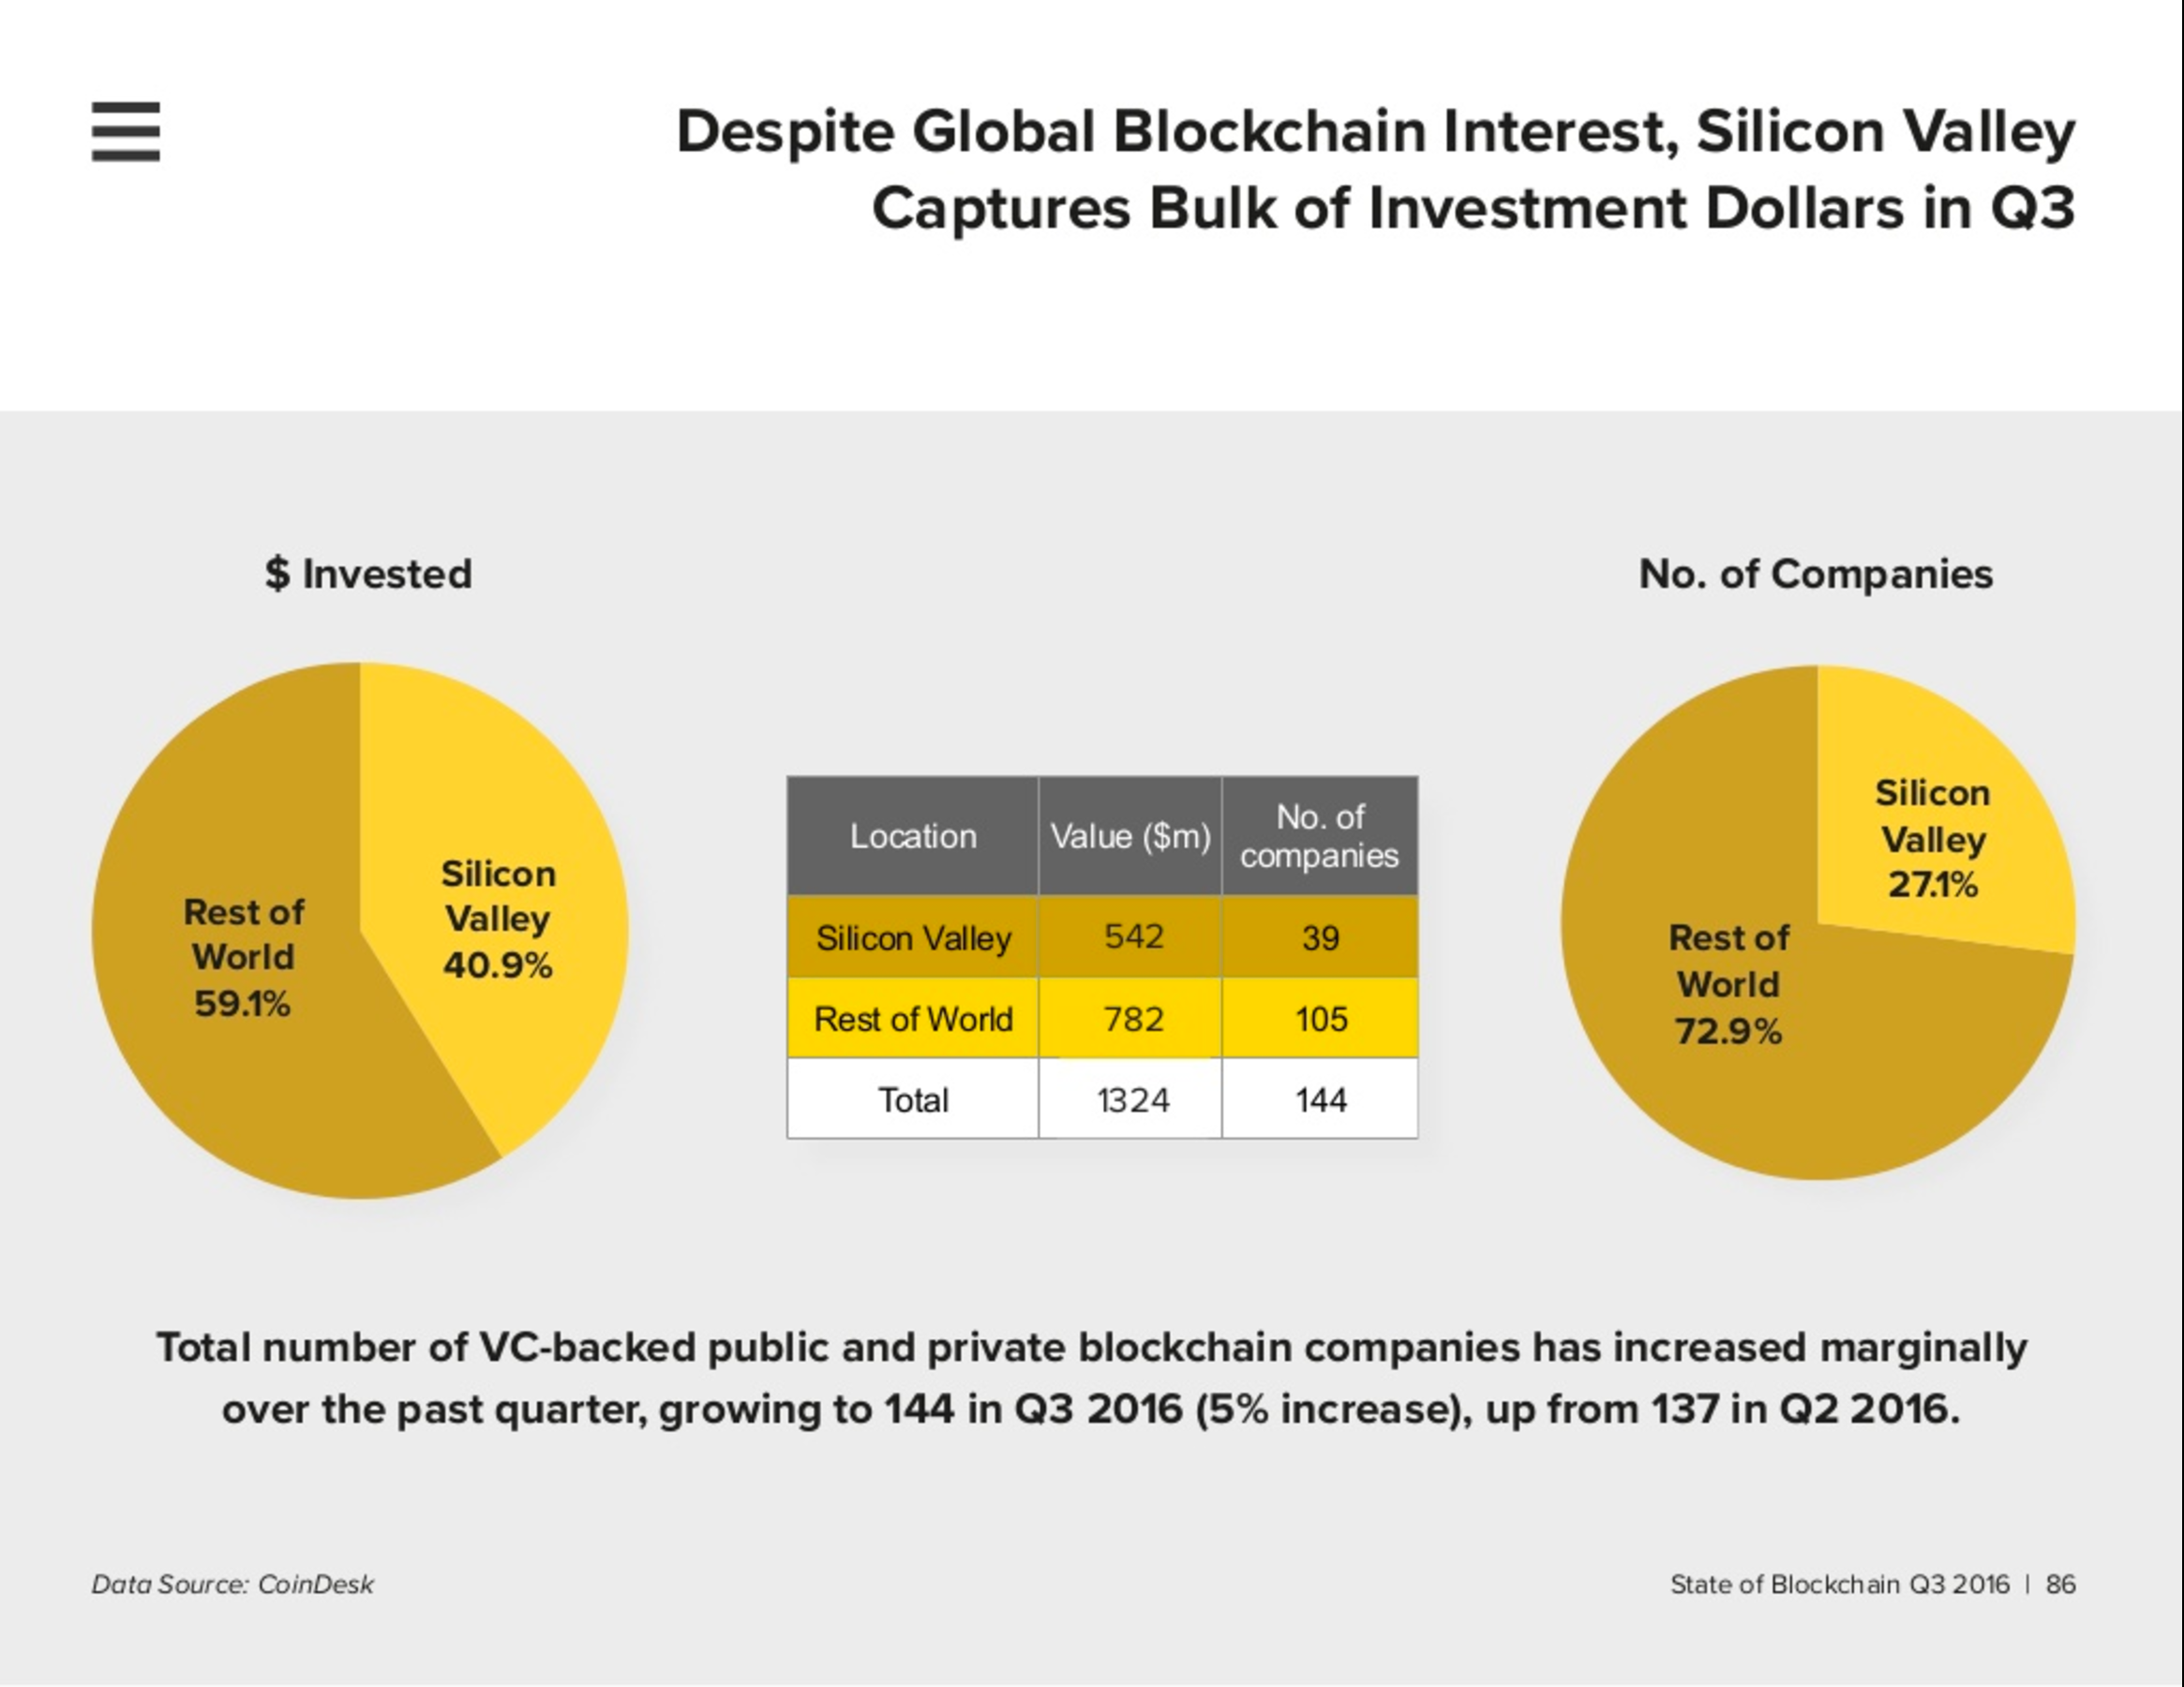 Despite Global Blockchain Interest, Silicon Valley
Captures Bulk of Investment Dollars in Q3
$ Invested
Rest of
World
59.1%
Silicon
Valley
40.9%
Location Value ($m) No. of
companies
Silicon Valley 542 39
Rest of World 782 105
Total 1324 144
No. of Companies
Silicon
Valley
27.1%
Rest of
World
72.9%
Total number of VC-backed public and private blockchain companies has increased marginally
over the past quarter, growing to 144 in Q3 2016 (5% increase), up from 137 in Q2 2016.
Data Source: CoinDesk
State of Blockchain Q3 2016 | 86